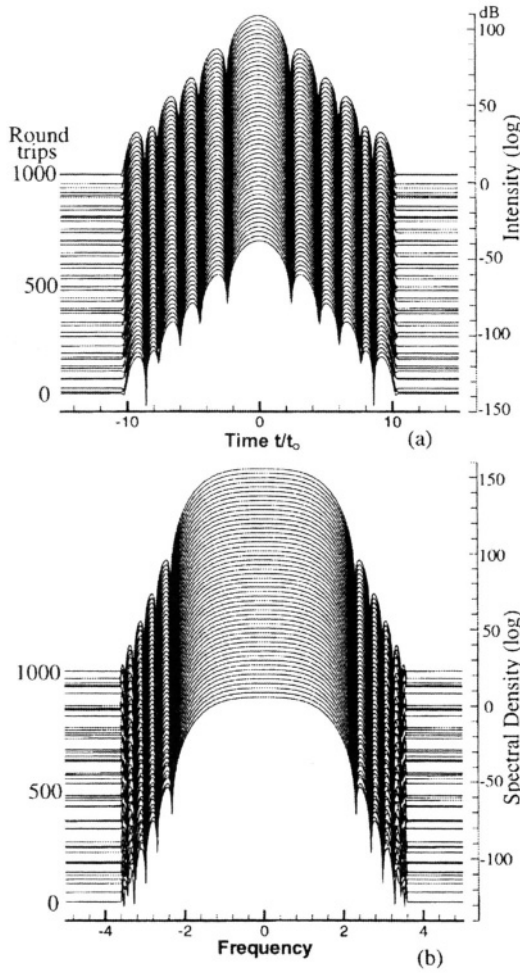 dB
100
50
0
-50
-100
-150
Intensity (log)
Round
trips
1000
500
0
-10
0
10
Time t/t₀
(a)
150
100
50
0
-50
-100
Spectral Density (log)
1000
500
0
-4
-2
0
2
4
Frequency
(b)